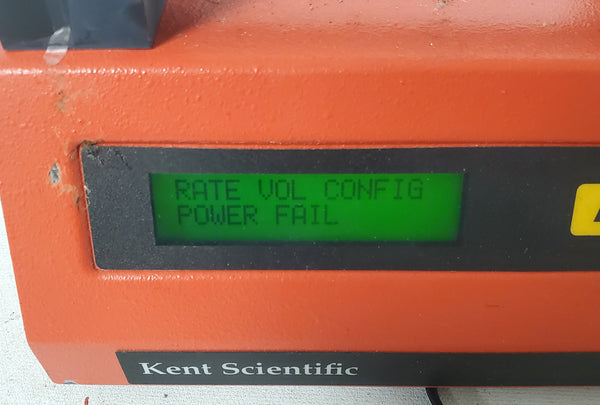 RATE VOL CONFIG
POWER FAIL
Kent Scientific